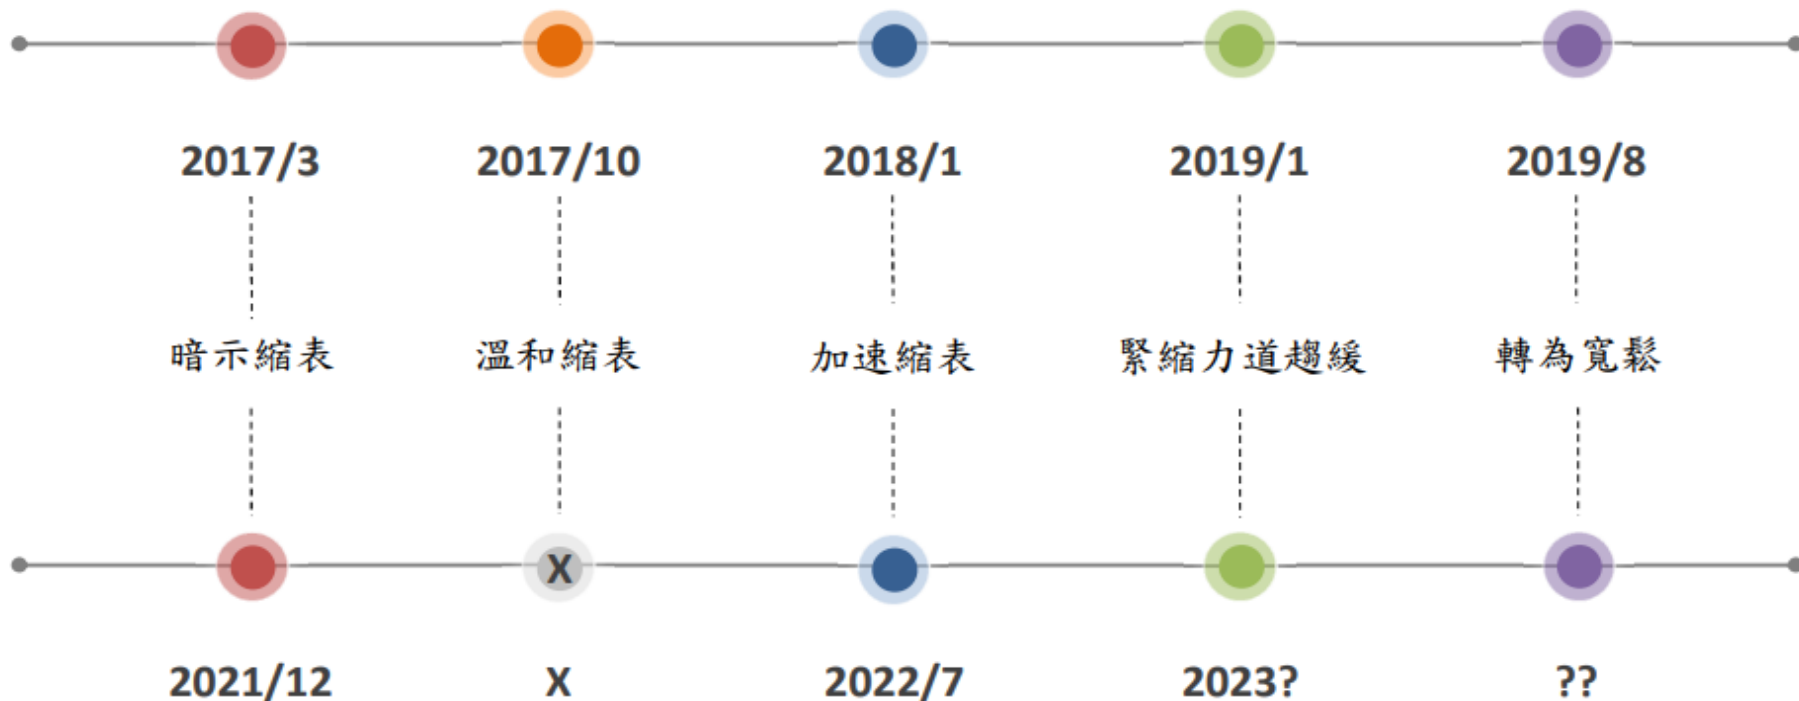 2017/3 2017/10 2018/1 2019/1 2019/8
暗示縮表 溫和縮表 加速縮表 緊縮力道趨緩 轉為寬鬆
X
2021/12 X 2022/7 2023? ??